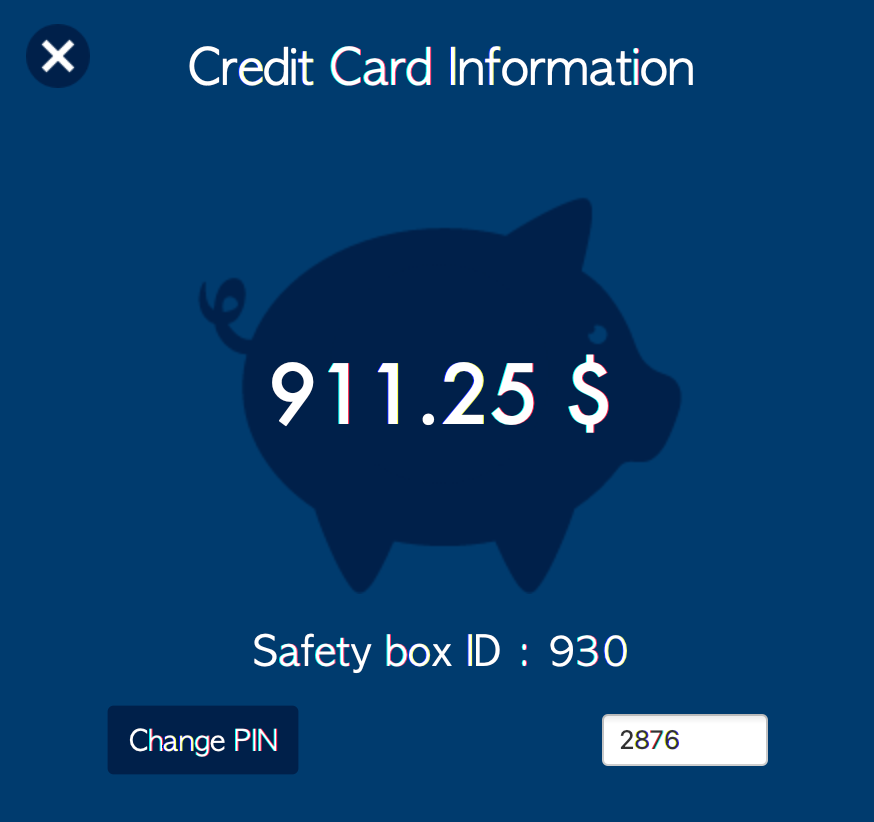 Credit Card Information
911.25 $
Safety box ID : 930
Change PIN
2876